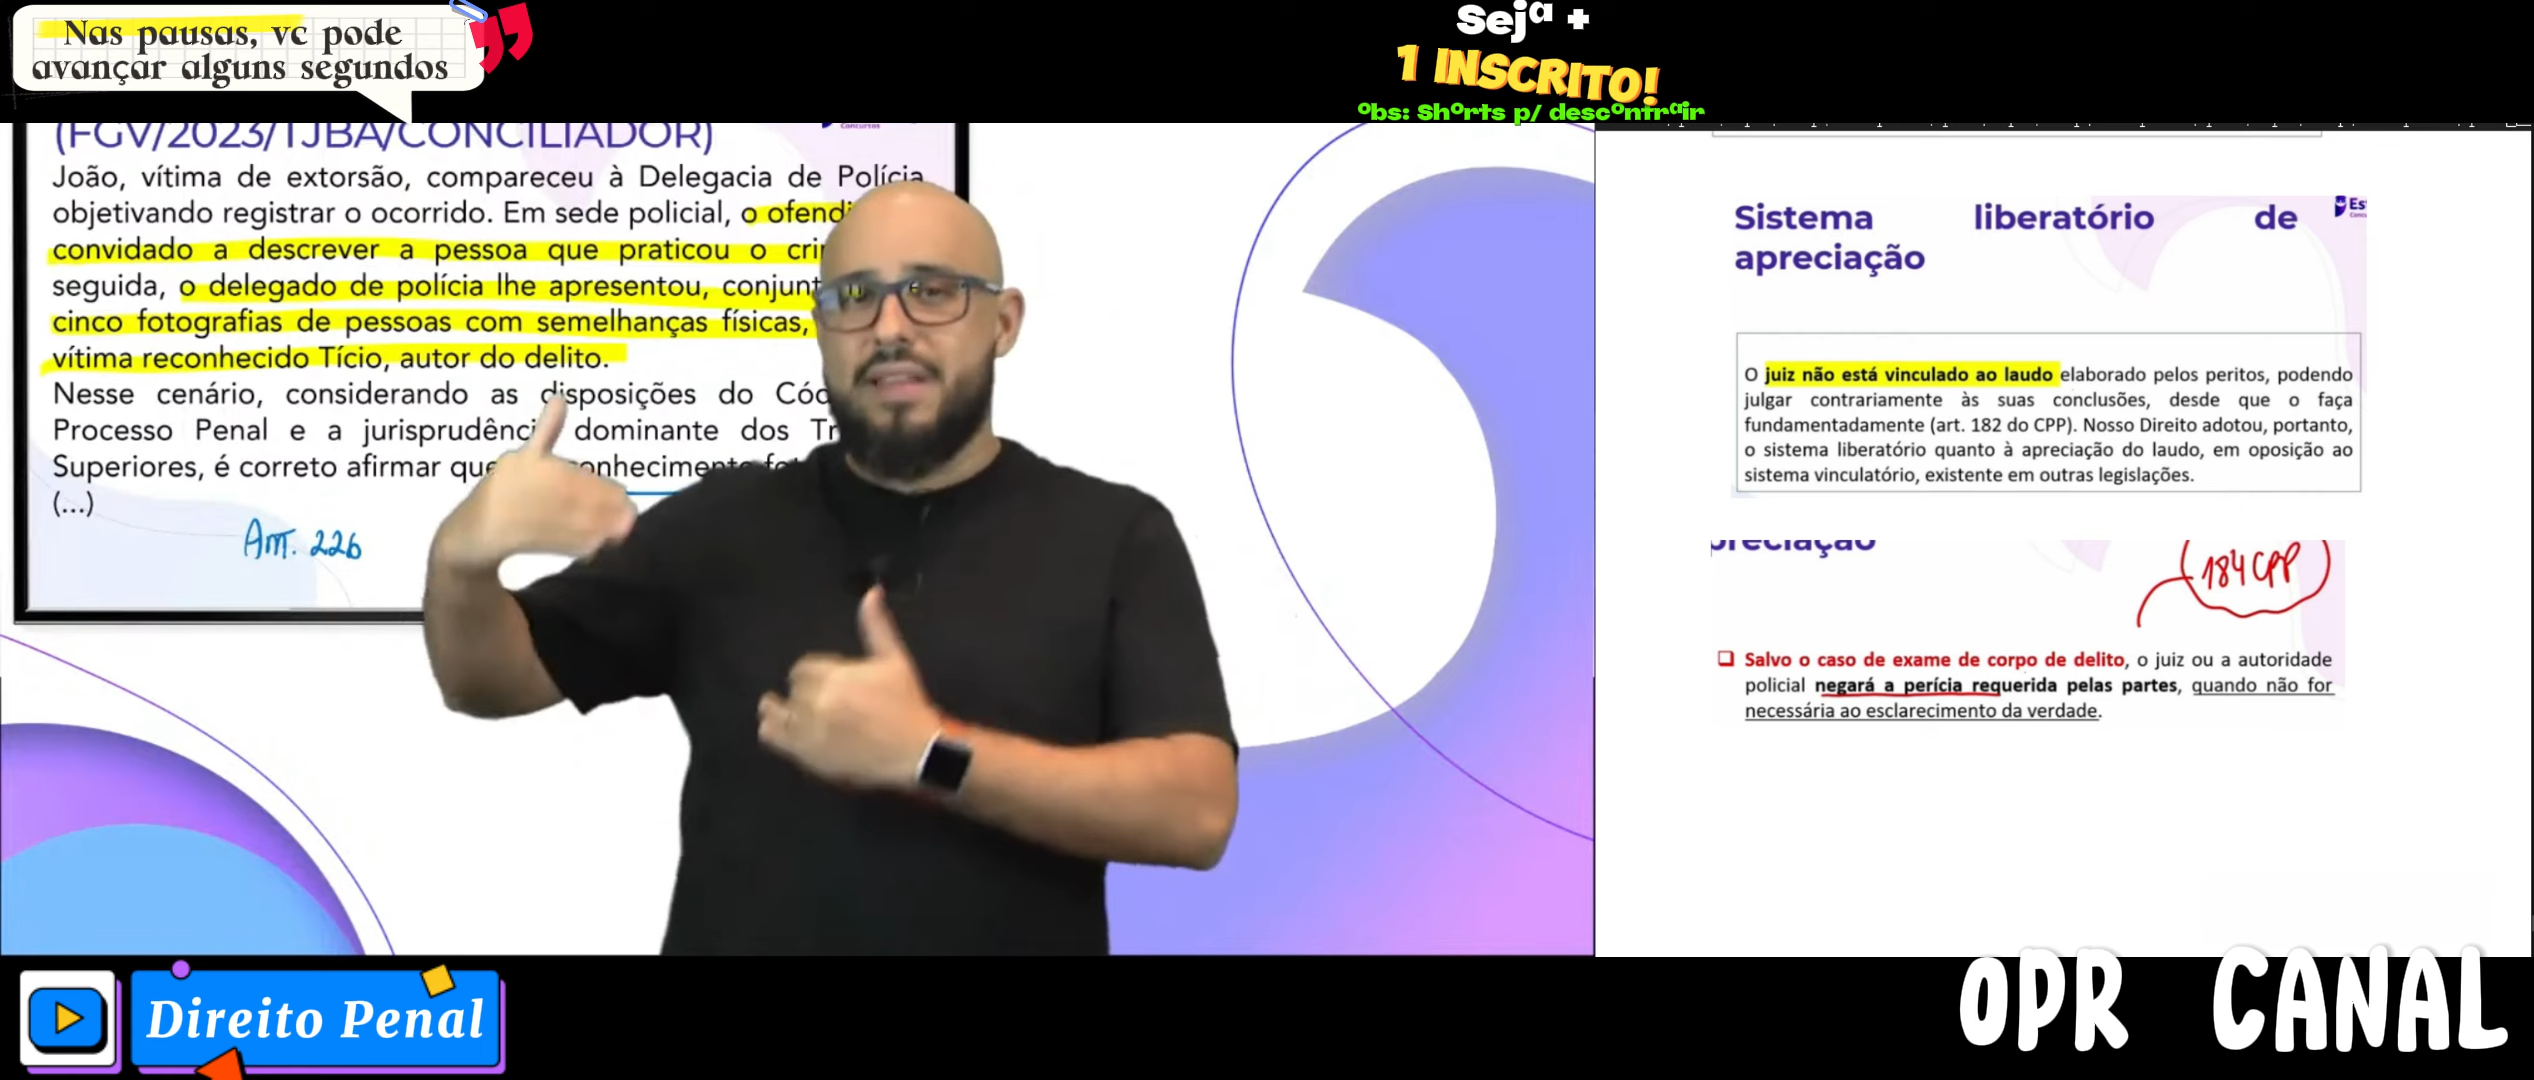 Nas pausas, vc pode
avançar alguns segundos
Seja +
1 INSCRITO!
obs: Shorts p/ descontrair
(FGV/2023/TJBA/CONCILIADOR)
Concursos
João, vítima de extorsão, compareceu à Delegacia de Polícia
objetivando registrar o ocorrido. Em sede policial, o
convidado a descrever a pessoa que praticou o
seguida, o delegado de polícia lhe apresentou,
cinco fotografias de pessoas com semelhanças físicas,
vítima reconhecido Tício, autor do delito.
Nesse cenário, considerando as disposições do
Processo Penal e a jurisprudência dominante dos
Superiores, é correto afirmar que
(...)
Art. 226
Sistema liberatório de
apreciação
O juiz não está vinculado ao laudo elaborado pelos peritos, podendo
julgar contrariamente às suas conclusões, desde que o faça
fundamentadamente (art. 182 do CPP). Nosso Direito adotou, portanto,
o sistema liberatório quanto à apreciação do laudo, em oposição ao
sistema vinculatório, existente em outras legislações.
184 CPP
Salvo o caso de exame de corpo de delito, o juiz ou a autoridade
policial negará a perícia requerida pelas partes, quando não for
necessária ao esclarecimento da verdade.
Direito Penal
OPR CANAL